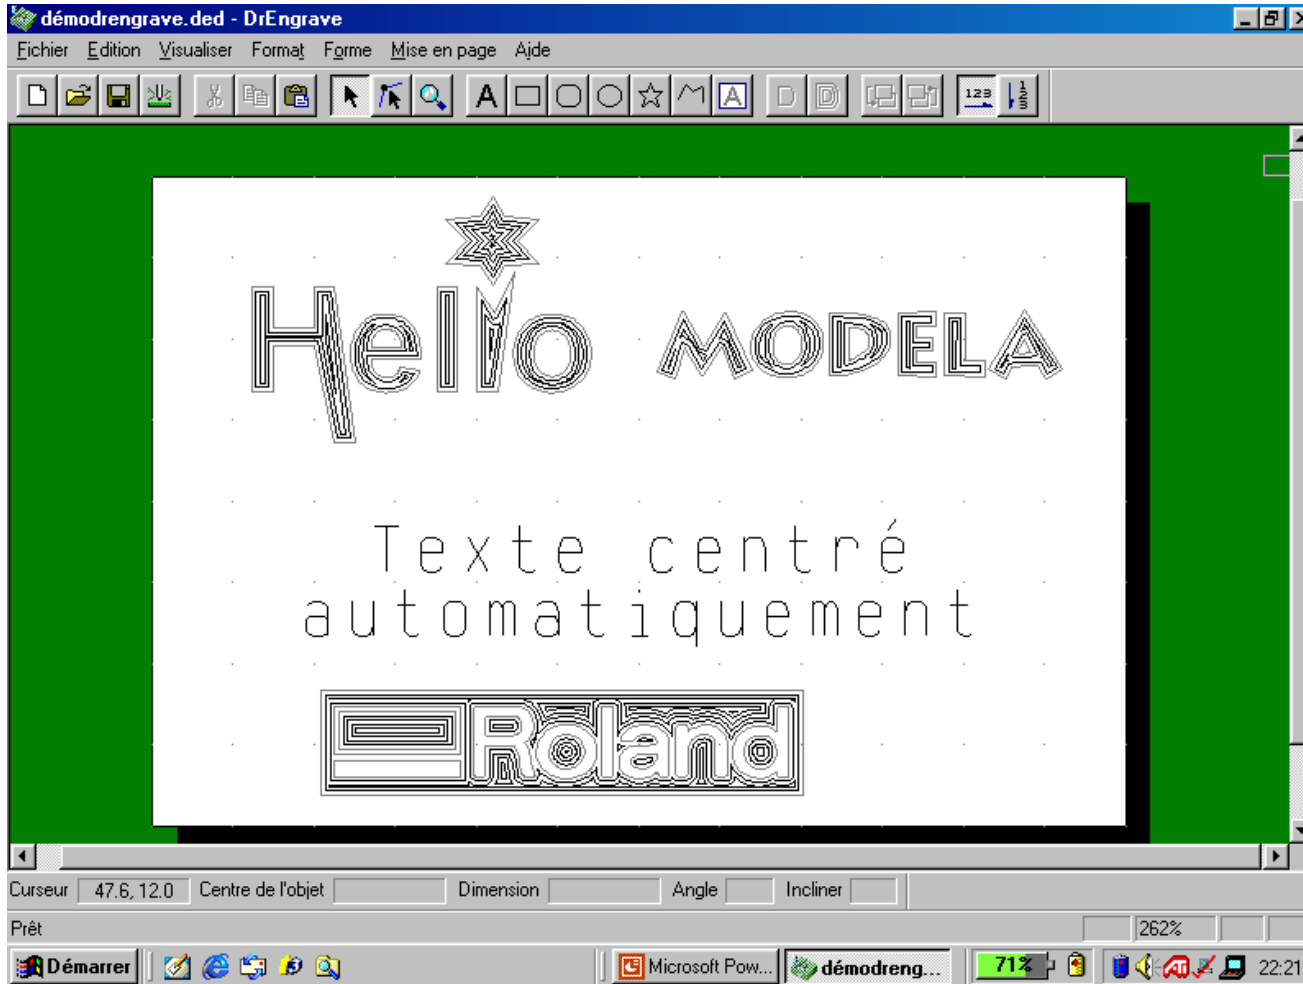 démodrengrave.ded - DrEngrave
Fichier Edition Visualiser Format Forme Mise en page Aide
A A D D 123 123
Hello MODELA
Texte centré
automatiquement
Roland
Curseur 47.6, 12.0 Centre de l'objet Dimension Angle Incliner
Prêt 262%
Démarrer Microsoft Pow... démodreng... 71% 22:21